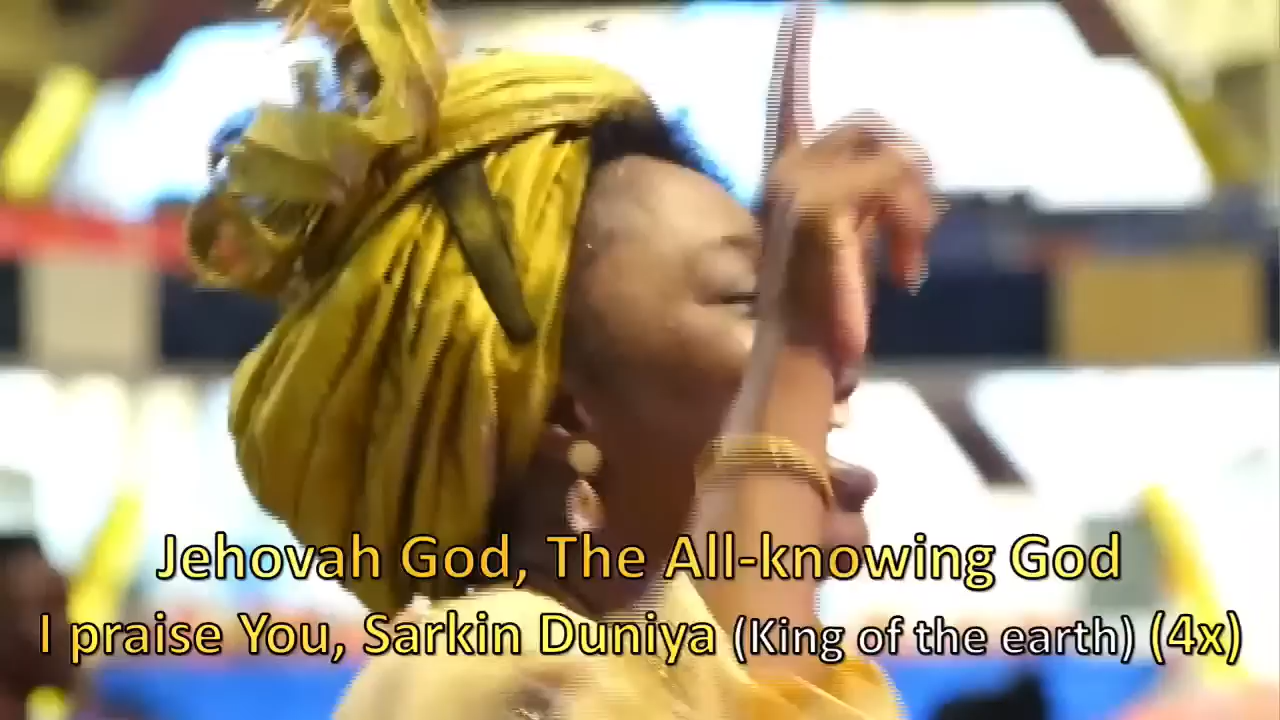 Jehovah God, The All-knowing God
I praise You, Sarkin Duniya (King of the earth) (4x)